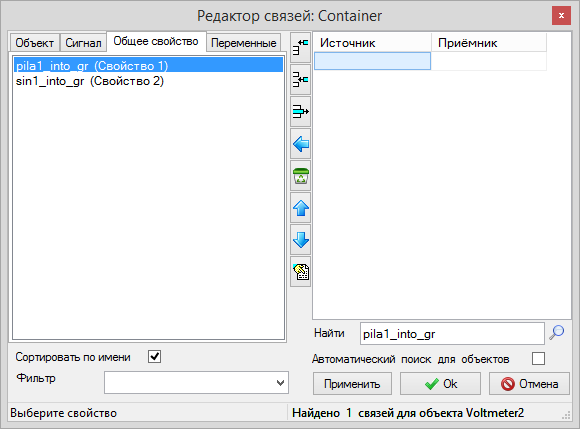 Редактор связей: Container
x
Объект Сигнал Общее свойство Переменные
pila1_into_gr (Свойство 1)
sin1_into_gr (Свойство 2)
Источник Приёмник
Найти pila1_into_gr
Сортировать по имени
Автоматический поиск для объектов
Фильтр
Применить Ok Отмена
Выберите свойство
Найдено 1 связей для объекта Voltmeter2